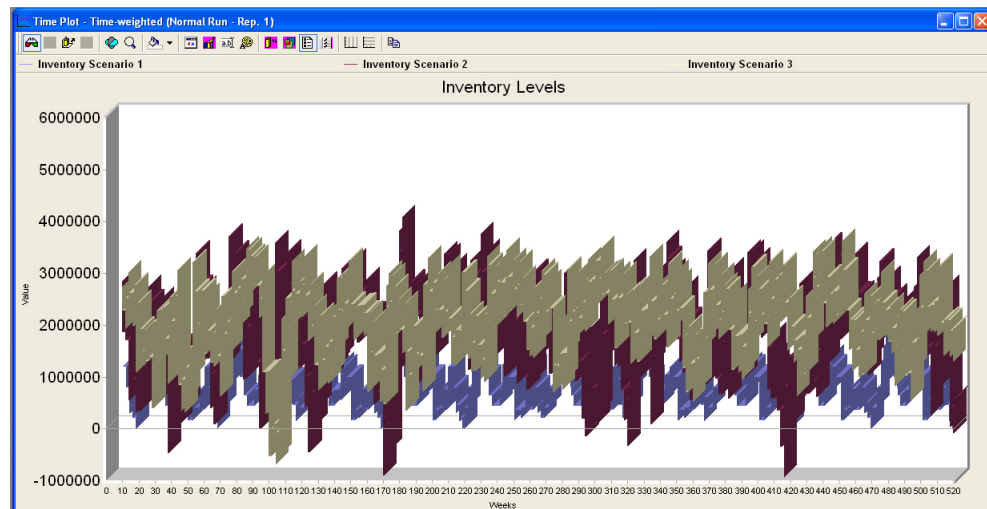 Time Plot - Time-weighted (Normal Run - Rep. 1)
Inventory Scenario 1 Inventory Scenario 2 Inventory Scenario 3
Inventory Levels
6000000
5000000
4000000
3000000
2000000
1000000
0
-1000000
Value
0 10 20 30 40 50 60 70 80 90 100 110 120 130 140 150 160 170 180 190 200 210 220 230 240 250 260 270 280 290 300 310 320 330 340 350 360 370 380 390 400 410 420 430 440 450 460 470 480 490 500 510 520
Weeks